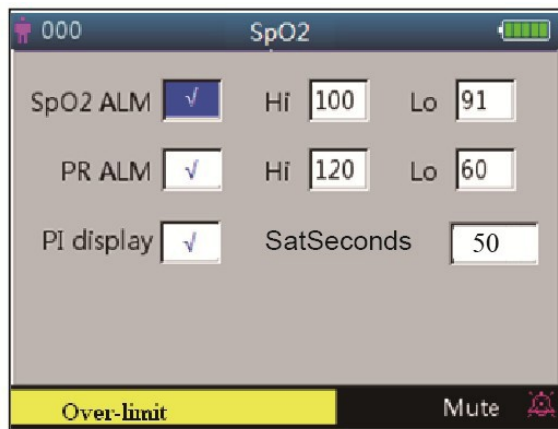 000 SpO2
SpO2 ALM √ Hi 100 Lo 91
PR ALM √ Hi 120 Lo 60
PI display √ SatSeconds 50
Over-limit Mute